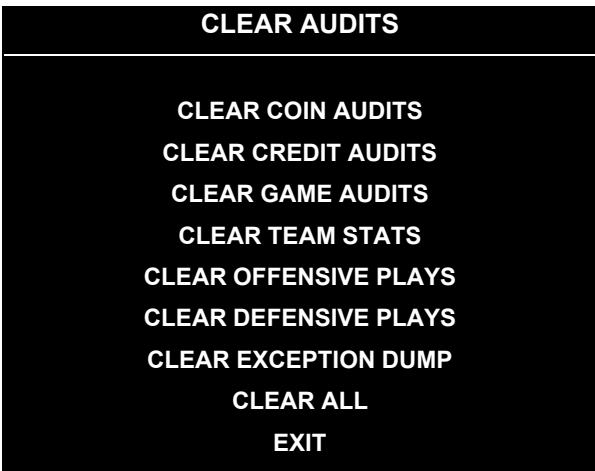 CLEAR AUDITS
CLEAR COIN AUDITS
CLEAR CREDIT AUDITS
CLEAR GAME AUDITS
CLEAR TEAM STATS
CLEAR OFFENSIVE PLAYS
CLEAR DEFENSIVE PLAYS
CLEAR EXCEPTION DUMP
CLEAR ALL
EXIT